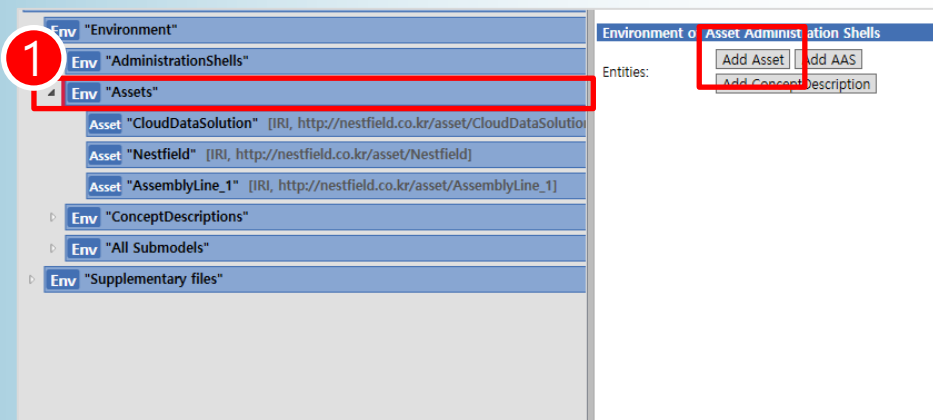 1
Env "Environment"
Env "AdministrationShells"
Env "Assets"
Asset "CloudDataSolution" [IRI, http://nestfield.co.kr/asset/CloudDataSolution
Asset "Nestfield" [IRI, http://nestfield.co.kr/asset/Nestfield]
Asset "AssemblyLine_1" [IRI, http://nestfield.co.kr/asset/AssemblyLine_1]
Env "ConceptDescriptions"
Env "All Submodels"
Env "Supplementary files"
Environment of Asset Administration Shells
Entities:
Add Asset Add AAS
Add ConceptDescription